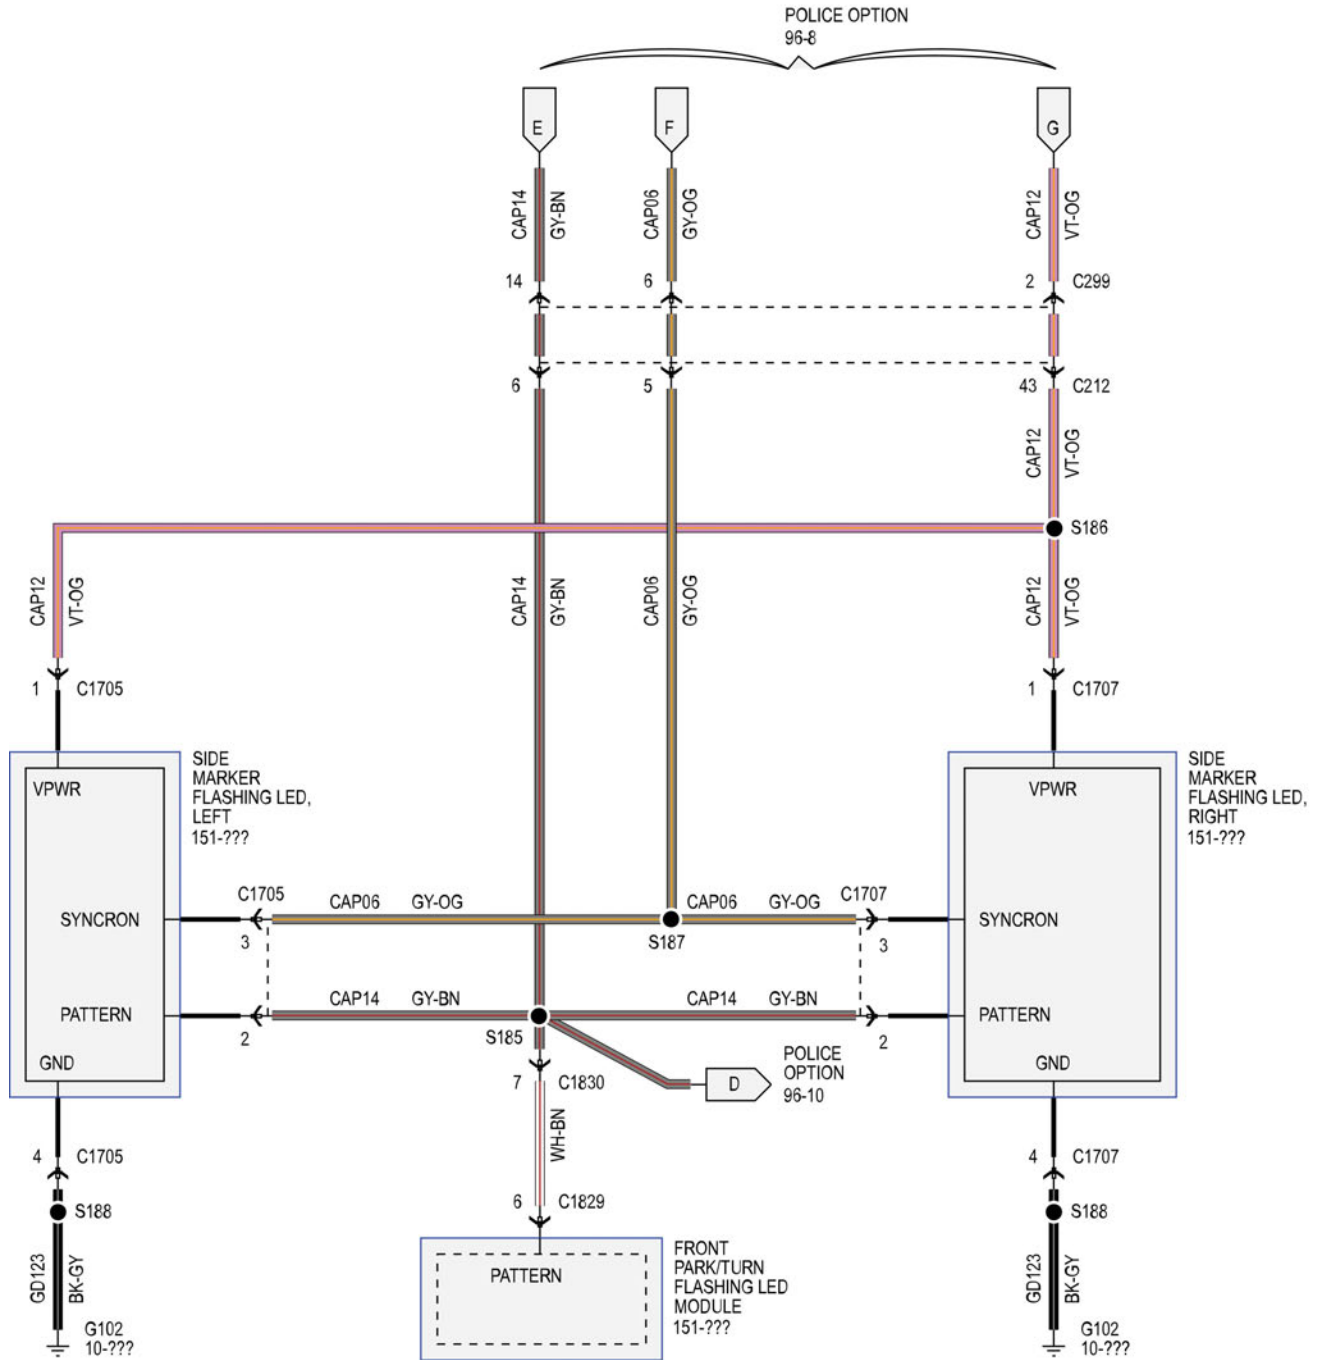 POLICE OPTION
96-8
E
F
G
CAP14
GY-BN
CAP06
GY-OG
CAP12
VT-OG
14
6
2
C299
6
5
43
C212
CAP12
VT-OG
S186
CAP12
VT-OG
CAP14
GY-BN
CAP06
GY-OG
CAP12
VT-OG
1
C1705
1
C1707
SIDE
MARKER
FLASHING LED,
LEFT
151-???
VPWR
SIDE
MARKER
FLASHING LED,
RIGHT
151-???
VPWR
C1705
CAP06
GY-OG
CAP06
GY-OG
C1707
SYNCRON
3
S187
3
SYNCRON
CAP14
GY-BN
CAP14
GY-BN
PATTERN
2
S185
2
PATTERN
GND
GND
POLICE
OPTION
96-10
D
7
C1830
WH-BN
6
C1829
4
C1705
4
C1707
S188
S188
GD123
BK-GY
GD123
BK-GY
FRONT
PARK/TURN
FLASHING LED
MODULE
151-???
PATTERN
G102
10-???
G102
10-???